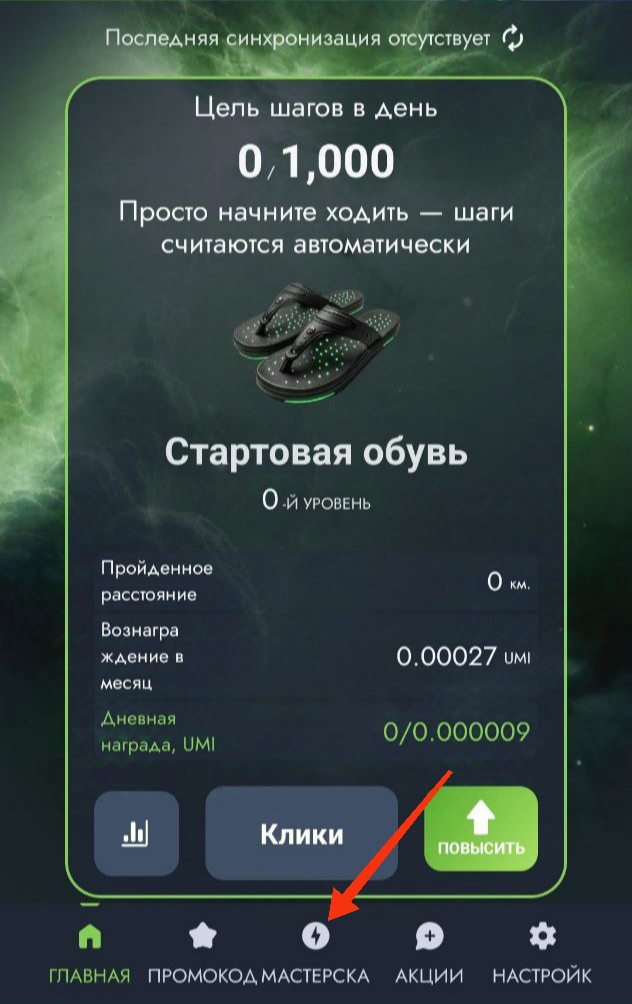 Последняя синхронизация отсутствует
Цель шагов в день
0 / 1,000
Просто начните ходить — шаги
считаются автоматически
Стартовая обувь
0 -Й УРОВЕНЬ
Пройденное
расстояние
0 км.
Вознагра
ждение в
месяц
0.00027 UMI
Дневная
награда, UMI
0/0.000009
Клики
ПОВЫСИТЬ
ГЛАВНАЯ ПРОМОКОД МАСТЕРСКА АКЦИИ НАСТРОЙК